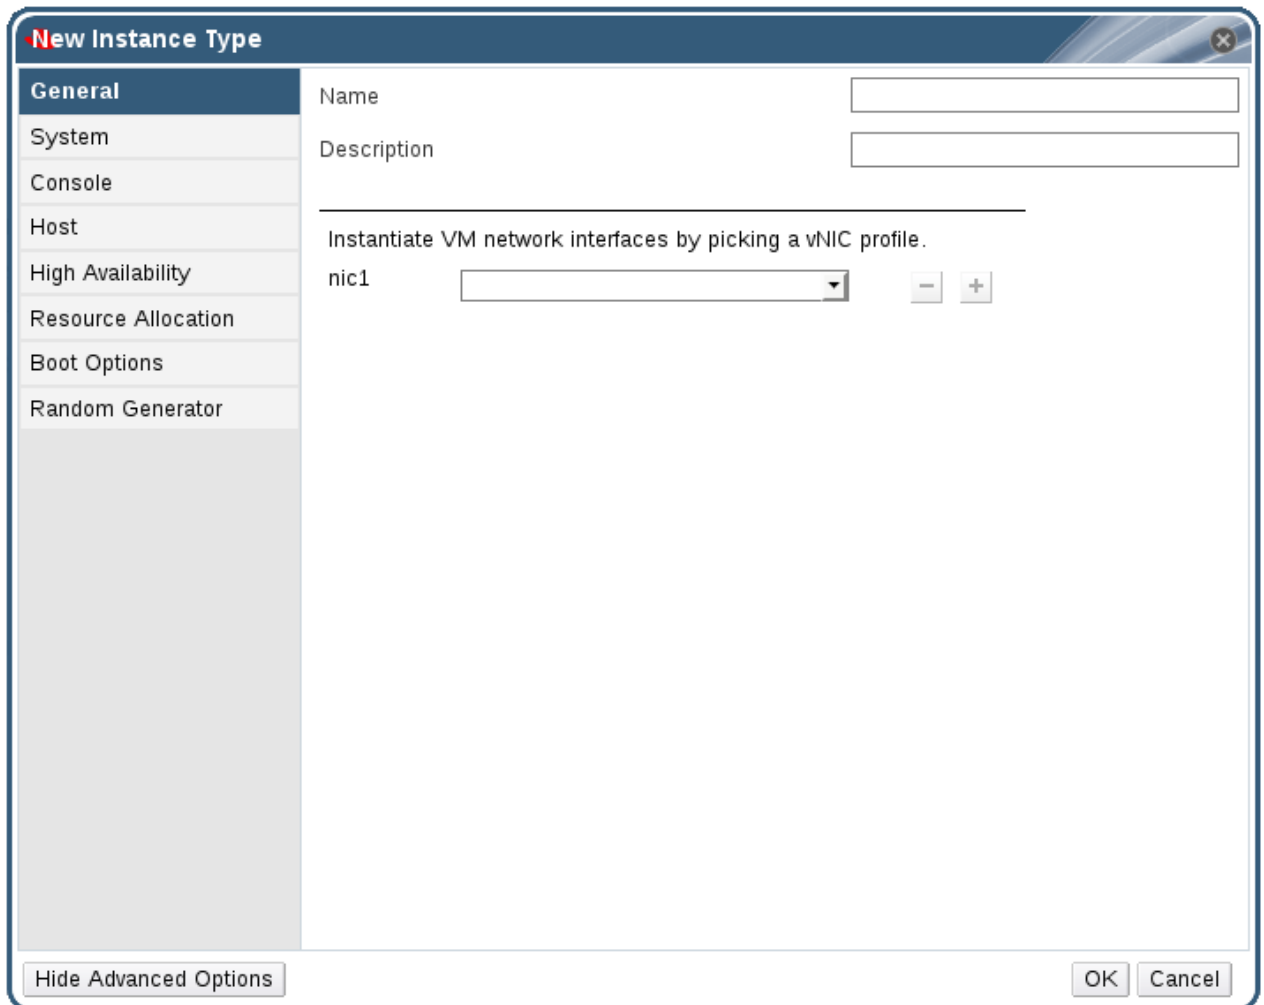 New Instance Type
General
System
Console
Host
High Availability
Resource Allocation
Boot Options
Random Generator
Name
Description
Instantiate VM network interfaces by picking a vNIC profile.
nic1
Hide Advanced Options
OK
Cancel